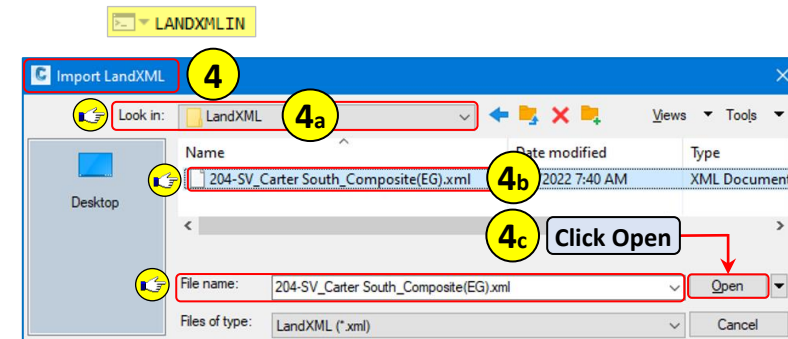 LANDXMLIN
Import LandXML 4
Look in: LandXML 4a Views Tools
Name Date modified Type
204-SV_Carter South_Composite(EG).xml 4b 2022 7:40 AM XML Document
Desktop
4c Click Open
File name: 204-SV_Carter South_Composite(EG).xml Open
Files of type: LandXML (*.xml) Cancel